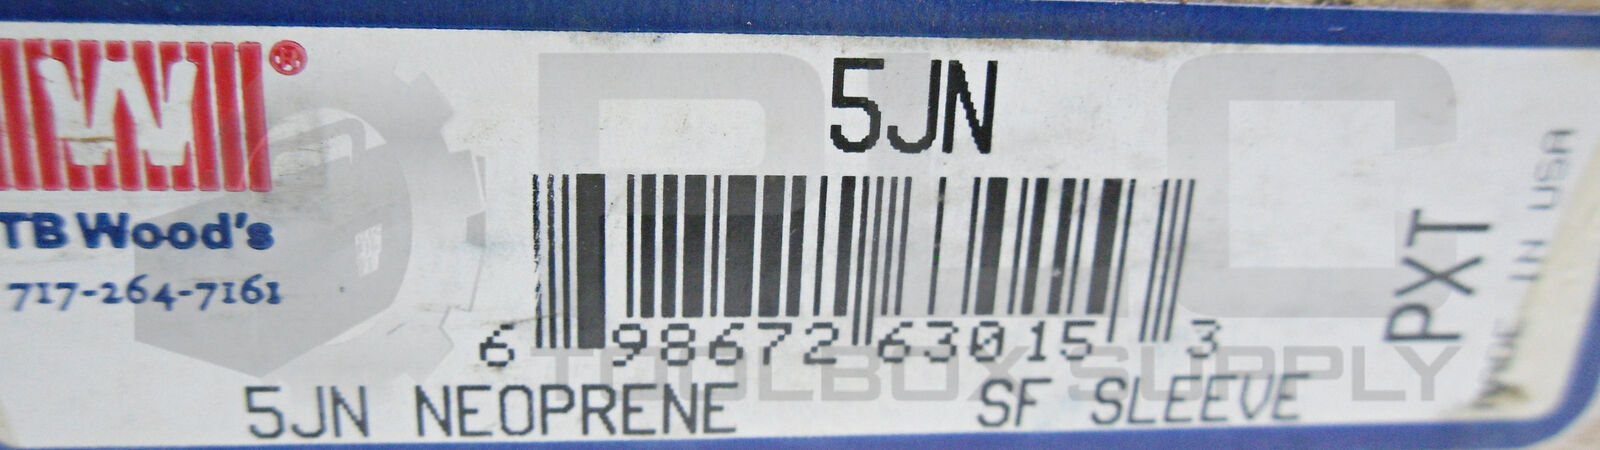 W®
TB Wood's
717-264-7161
5JN
6 98672 63015 3
5JN NEOPRENE SF SLEEVE
PXT
MADE IN USA
TOOLBOX SUPPLY